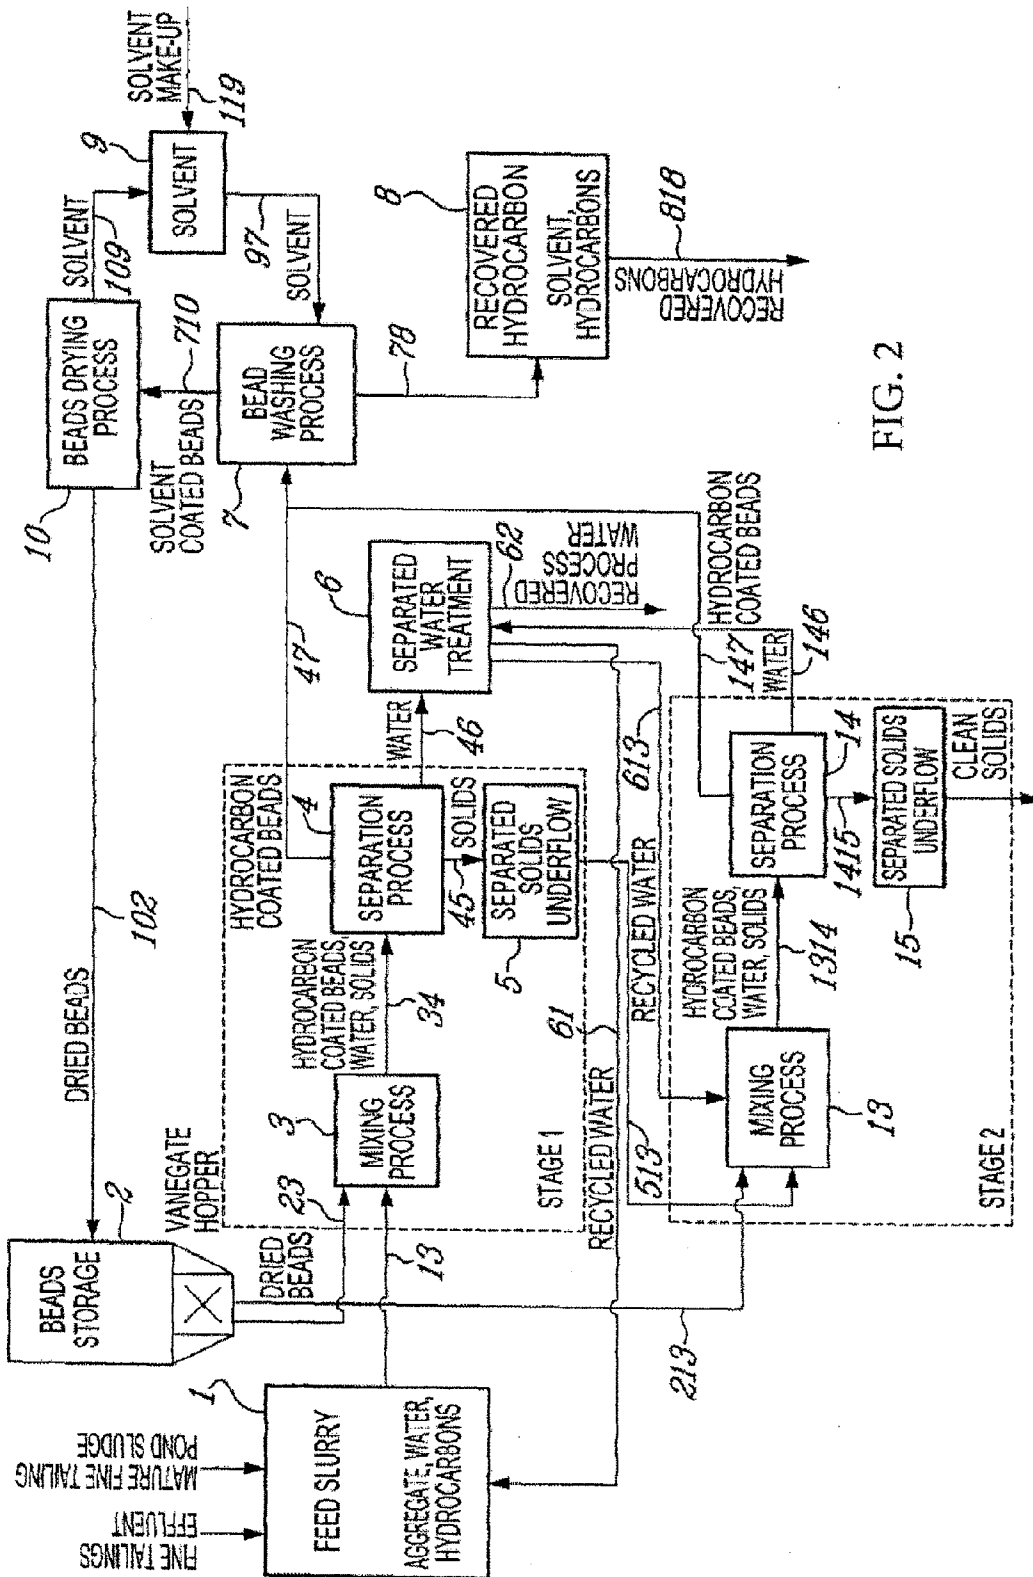 FINE TAILINGS
EFFLUENT
MATURE FINE TAILING
POND SLUDGE
1
FEED SLURRY
AGGREGATE, WATER,
HYDROCARBONS
BEADS
STORAGE
2
VANEGATE
HOPPER
DRIED BEADS
102
DRIED
BEADS
23
13
213
3
MIXING
PROCESS
HYDROCARBON
COATED BEADS,
WATER, SOLIDS
34
STAGE 1
HYDROCARBON
COATED BEADS
4
SEPARATION
PROCESS
45
SOLIDS
SEPARATED
SOLIDS
UNDERFLOW
5
WATER
46
47
6
SEPARATED
WATER
TREATMENT
62
RECOVERED
PROCESS
WATER
RECYCLED WATER
61
RECYCLED WATER
613
513
MIXING
PROCESS
13
STAGE 2
HYDROCARBON
COATED BEADS,
WATER, SOLIDS
1314
SEPARATION
PROCESS
14
1415
SEPARATED SOLIDS
UNDERFLOW
15
CLEAN
SOLIDS
147
WATER
146
HYDROCARBON
COATED BEADS
10
BEADS DRYING
PROCESS
SOLVENT
COATED BEADS
710
7
BEAD
WASHING
PROCESS
SOLVENT
109
9
SOLVENT
SOLVENT
MAKE-UP
119
97
SOLVENT
78
8
RECOVERED
HYDROCARBON
SOLVENT,
HYDROCARBONS
818
RECOVERED
HYDROCARBONS
FIG. 2